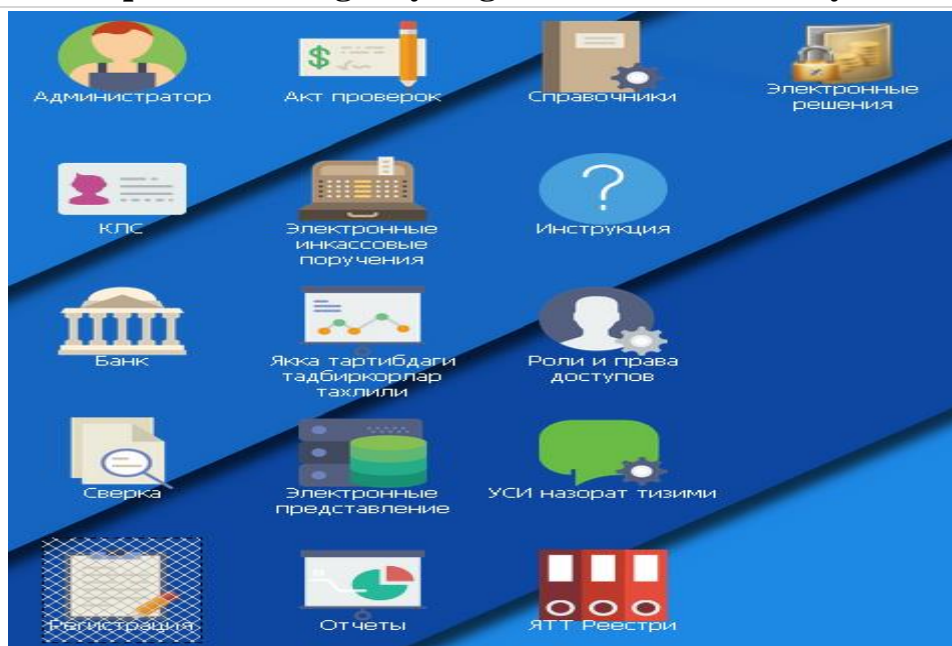 Администратор
Акт проверок
Справочники
Электронные
решения
КЛС
Электронные
инкассовые
поручения
Инструкция
Банк
Якка тартибдаги
тадбиркорлар
тахлили
Роли и права
доступов
Сверка
Электронные
представление
УСИ назорат тизими
Регистрация
Отчеты
ЯТТ Реестри